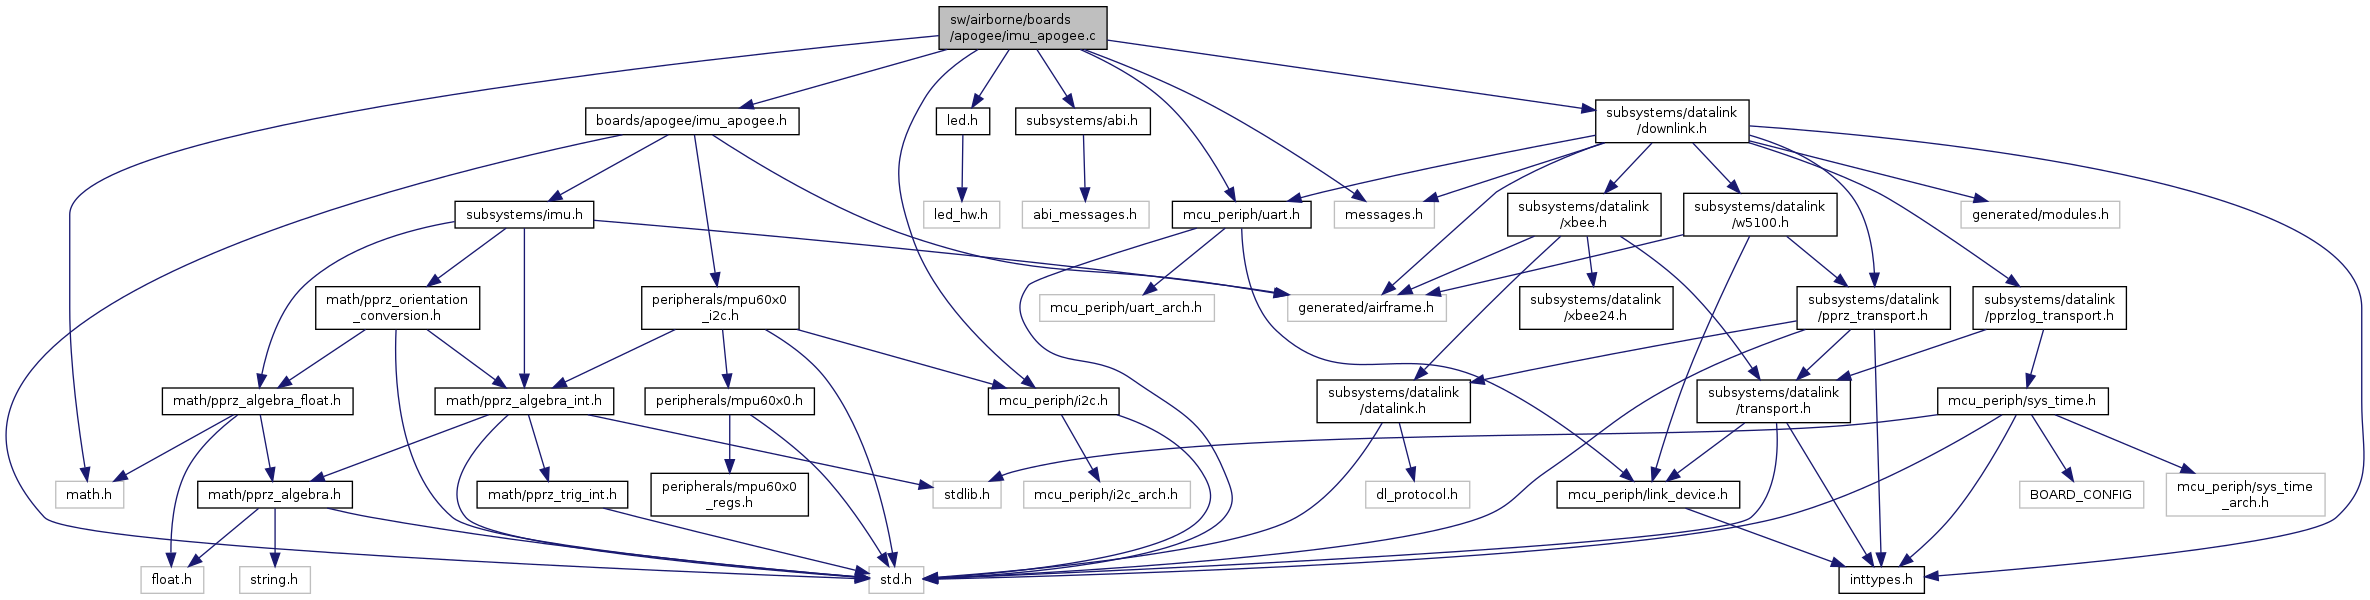 sw/airborne/boards
/apogee/imu_apogee.c
boards/apogee/imu_apogee.h
led.h
subsystems/abi.h
subsystems/datalink
/downlink.h
subsystems/imu.h
led_hw.h
abi_messages.h
mcu_periph/uart.h
messages.h
subsystems/datalink
/xbee.h
subsystems/datalink
/w5100.h
generated/modules.h
math/pprz_orientation
_conversion.h
peripherals/mpu60x0
_i2c.h
mcu_periph/uart_arch.h
generated/airframe.h
subsystems/datalink
/xbee24.h
subsystems/datalink
/pprz_transport.h
subsystems/datalink
/pprzlog_transport.h
math/pprz_algebra_float.h
math/pprz_algebra_int.h
peripherals/mpu60x0.h
mcu_periph/i2c.h
subsystems/datalink
/datalink.h
subsystems/datalink
/transport.h
mcu_periph/sys_time.h
math.h
math/pprz_algebra.h
math/pprz_trig_int.h
peripherals/mpu60x0
_regs.h
stdlib.h
mcu_periph/i2c_arch.h
dl_protocol.h
mcu_periph/link_device.h
BOARD_CONFIG
mcu_periph/sys_time
_arch.h
float.h
string.h
std.h
inttypes.h